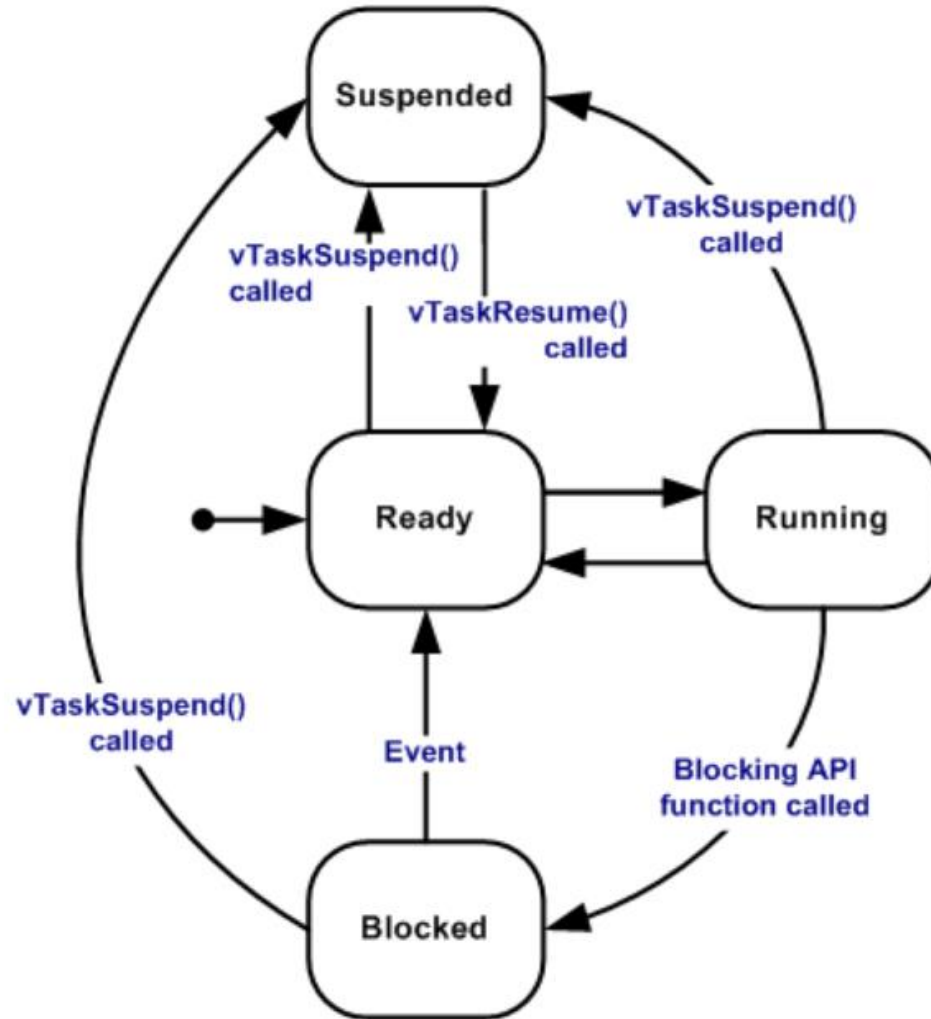 Suspended
vTaskSuspend()
called
vTaskSuspend()
called
vTaskResume()
called
Ready
Running
vTaskSuspend()
called
Event
Blocking API
function called
Blocked